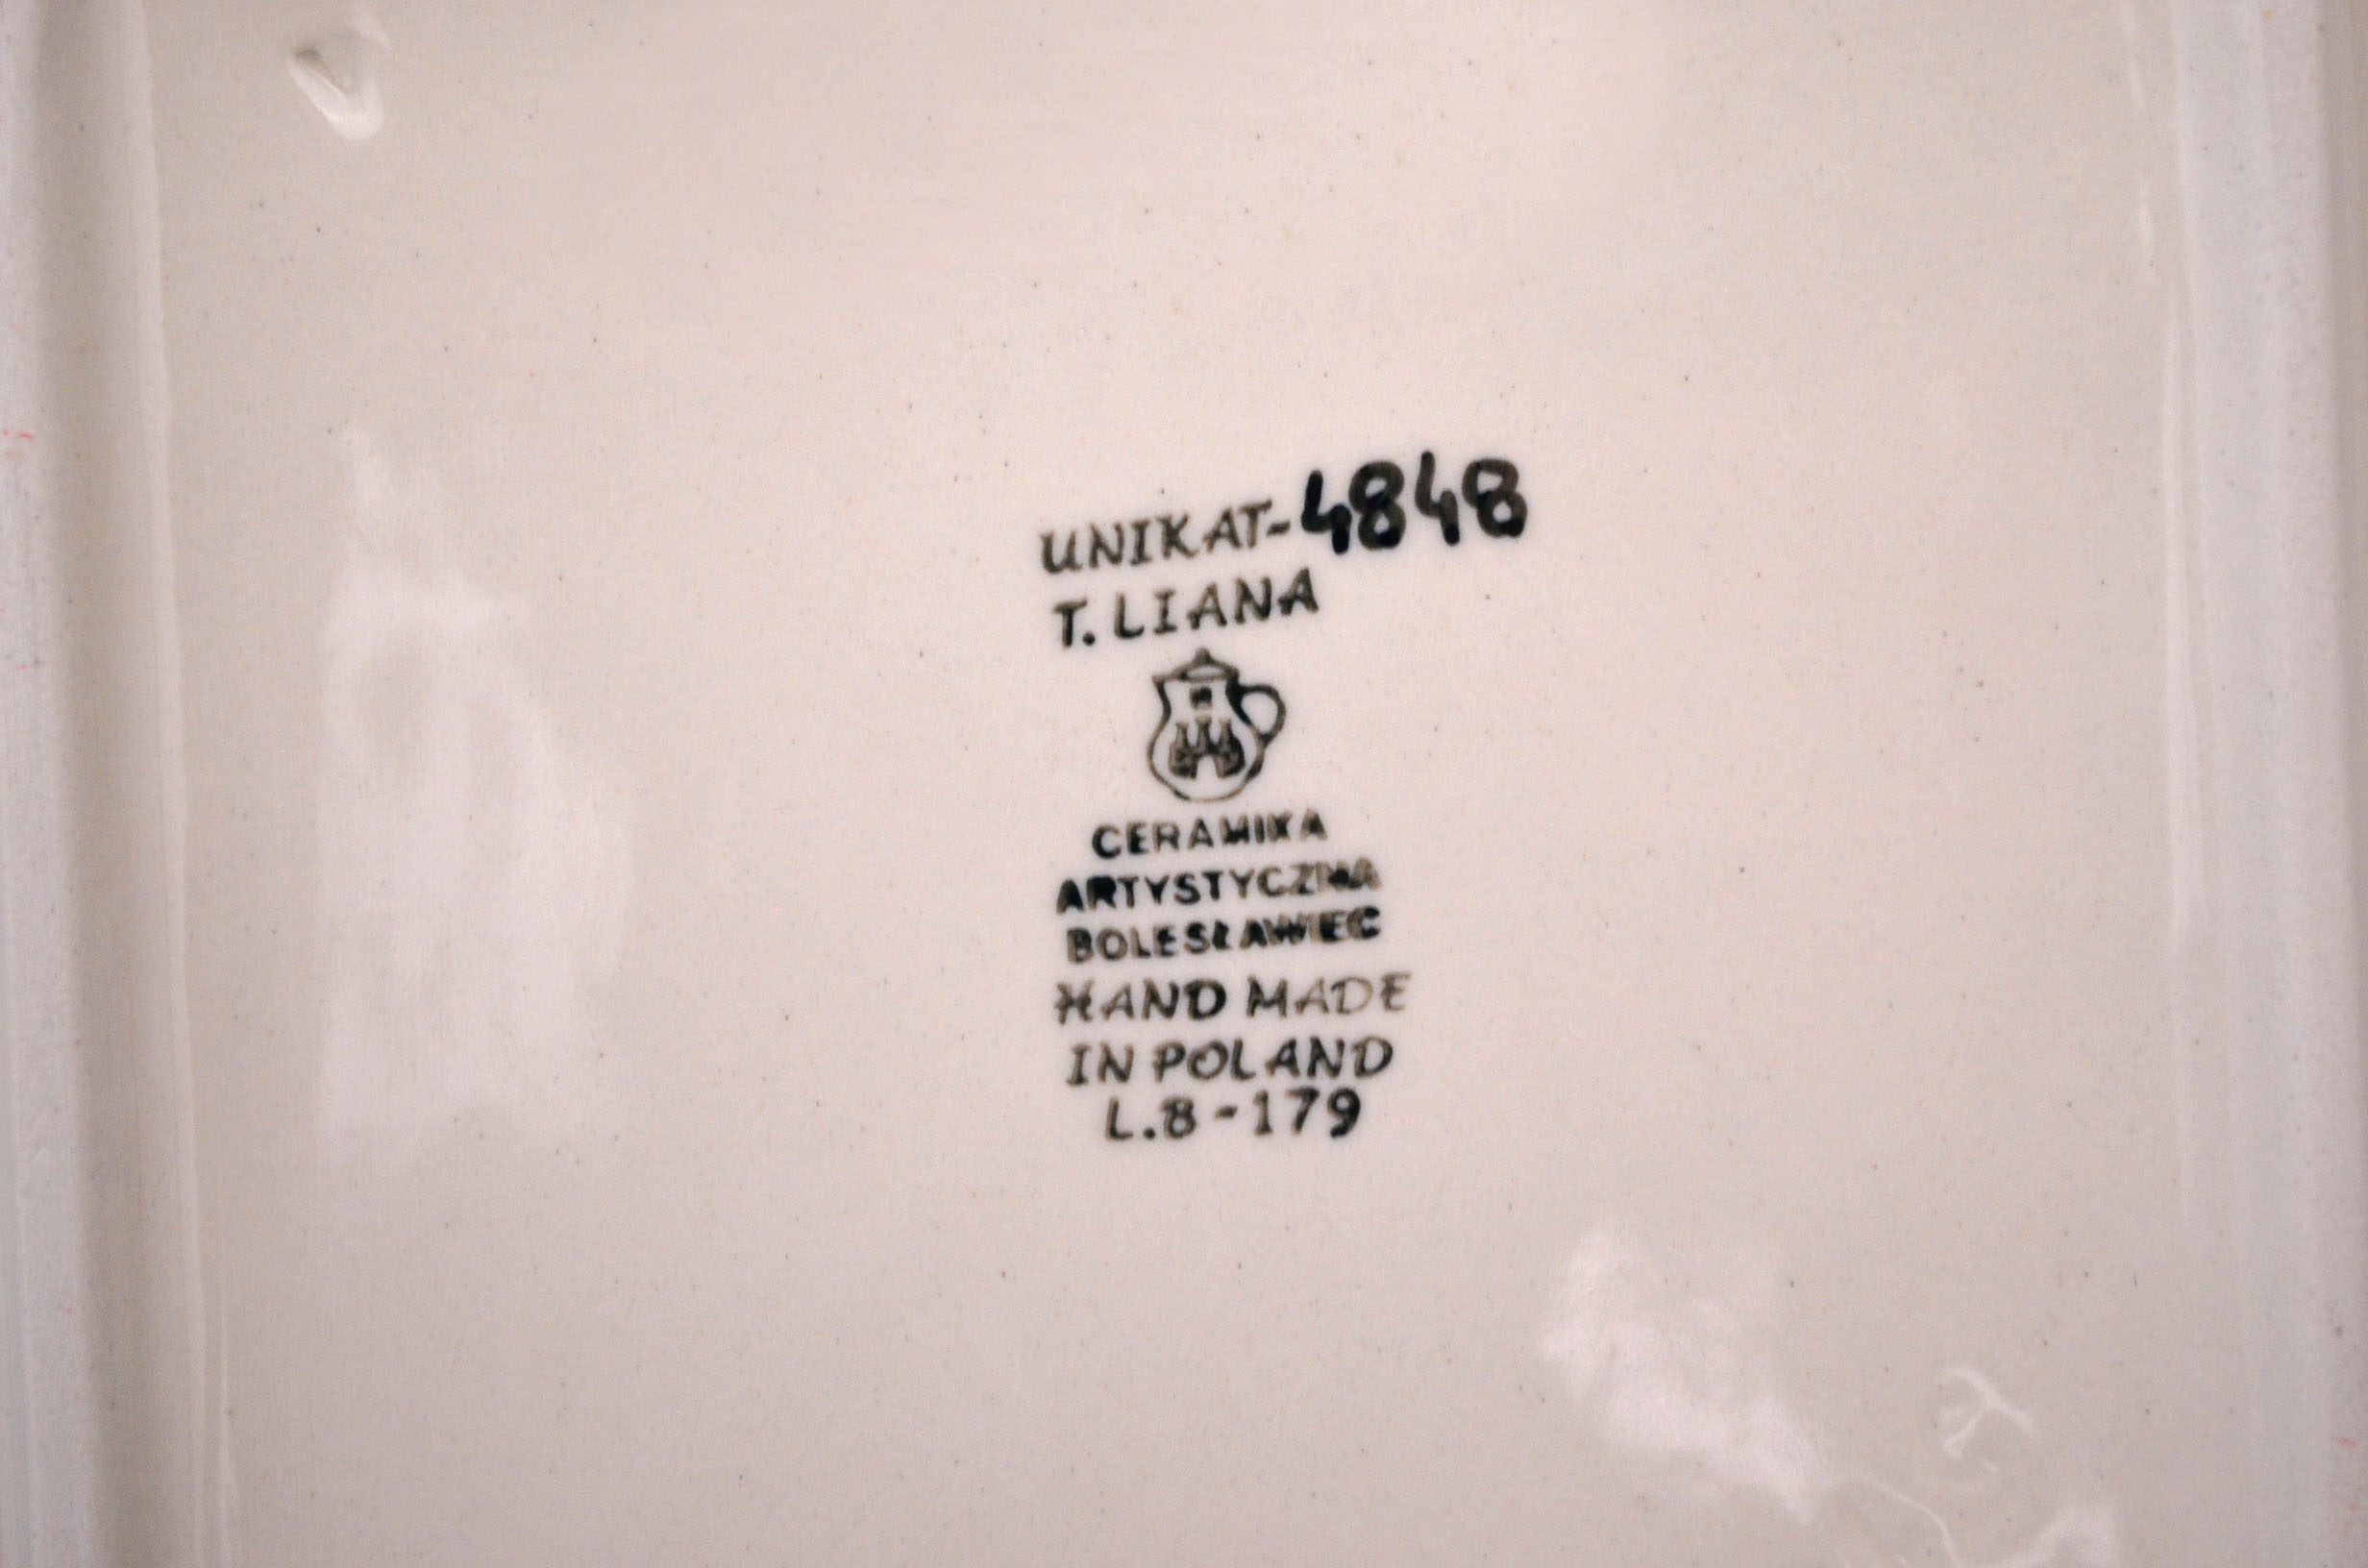 UNIKAT-4848
T. LIANA
CERAMIKA
ARTYSTYCZNA
BOLESŁAWIEC
HAND MADE
IN POLAND
L.8-179